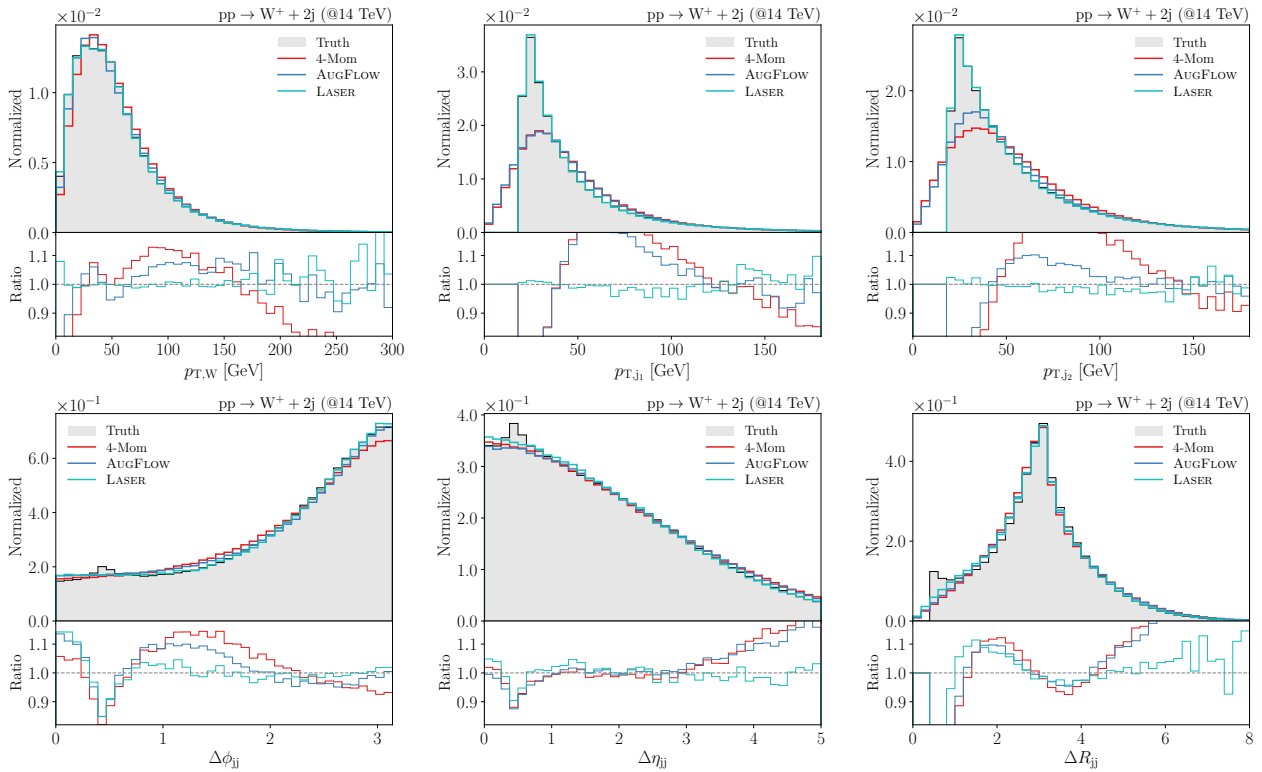 ×10⁻² pp → W⁺ + 2j (@14 TeV)
Normalized
1.0
0.5
0.0
Truth
4-Mom
AUGFLOW
LASER
Ratio
1.1
1.0
0.9
0 50 100 150 200 250 300
p_T,W [GeV]
×10⁻² pp → W⁺ + 2j (@14 TeV)
Normalized
3.0
2.0
1.0
0.0
Truth
4-Mom
AUGFLOW
LASER
Ratio
1.1
1.0
0.9
0 50 100 150
p_T,j₁ [GeV]
×10⁻² pp → W⁺ + 2j (@14 TeV)
Normalized
2.0
1.0
0.0
Truth
4-Mom
AUGFLOW
LASER
Ratio
1.1
1.0
0.9
0 50 100 150
p_T,j₂ [GeV]
×10⁻¹ pp → W⁺ + 2j (@14 TeV)
Normalized
6.0
4.0
2.0
0.0
Truth
4-Mom
AUGFLOW
LASER
Ratio
1.1
1.0
0.9
0 1 2 3
Δϕ_jj
×10⁻¹ pp → W⁺ + 2j (@14 TeV)
Normalized
4.0
3.0
2.0
1.0
0.0
Truth
4-Mom
AUGFLOW
LASER
Ratio
1.1
1.0
0.9
0 1 2 3 4 5
Δη_jj
×10⁻¹ pp → W⁺ + 2j (@14 TeV)
Normalized
4.0
2.0
0.0
Truth
4-Mom
AUGFLOW
LASER
Ratio
1.1
1.0
0.9
0 2 4 6 8
ΔR_jj